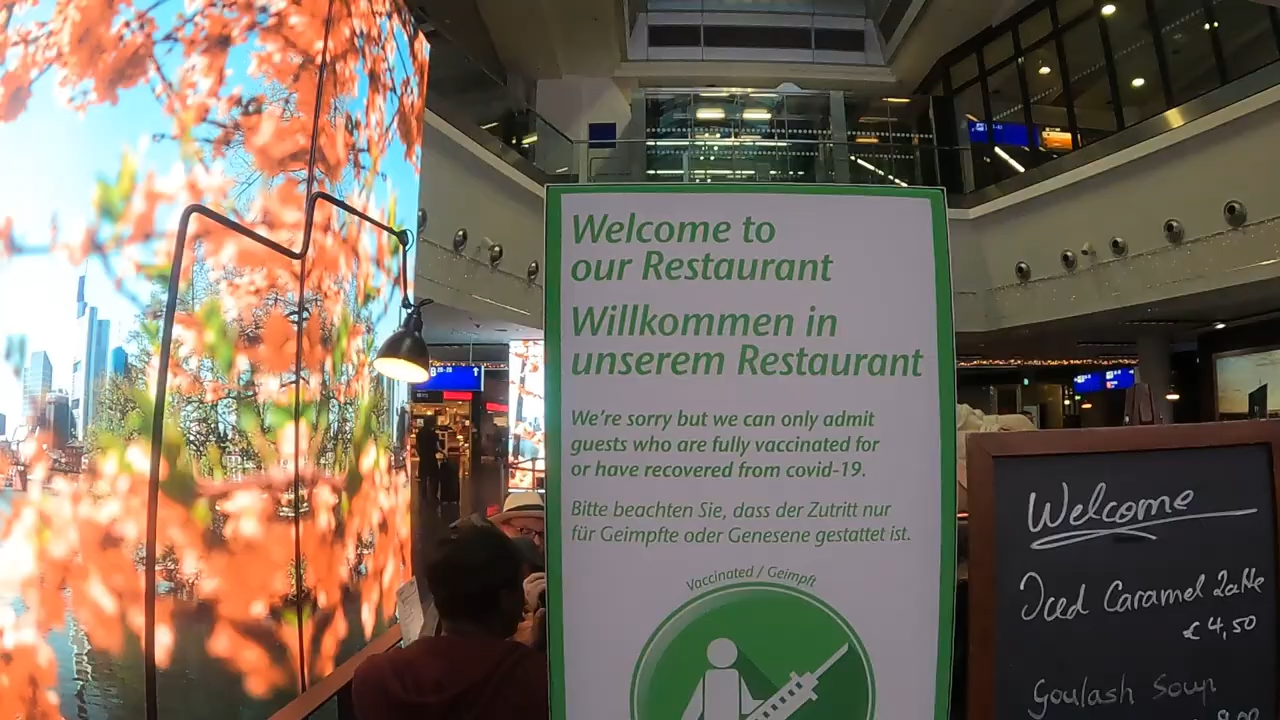 Welcome to
our Restaurant
Willkommen in
unserem Restaurant
We're sorry but we can only admit
guests who are fully vaccinated for
or have recovered from covid-19.
Bitte beachten Sie, dass der Zutritt nur
für Geimpfte oder Genesene gestattet ist.
Vaccinated / Geimpft
Welcome
Iced Caramel Latte
€ 4,50
Goulash Soup